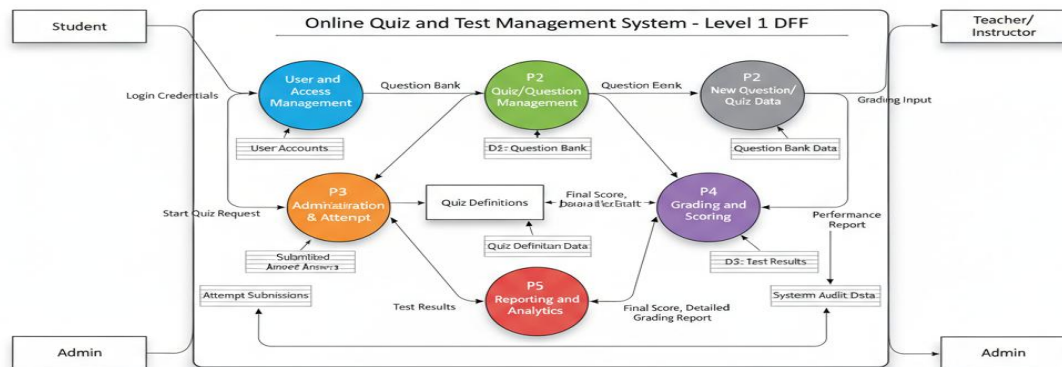 Online Quiz and Test Management System - Level 1 DFF
Student
Teacher/
Instructor
User and
Access
Management
Question Bank
P2
Quiz/Question
Management
Question Eenk
P2
New Question/
Quiz Data
Login Credentials
Grading Input
User Accounts
Question Bank
Question Bank Data
P3
& Attempt
Quiz Definitions
Final Score,
P4
Grading and
Scoring
Start Quiz Request
Performance
Report
Quiz Definitian Data
D3: Test Results
Attempt Submissions
P5
Reporting and
Analytics
Systerm Audit Dsta
Test Results
Final Score, Detailed
Grading Report
Admin
Admin